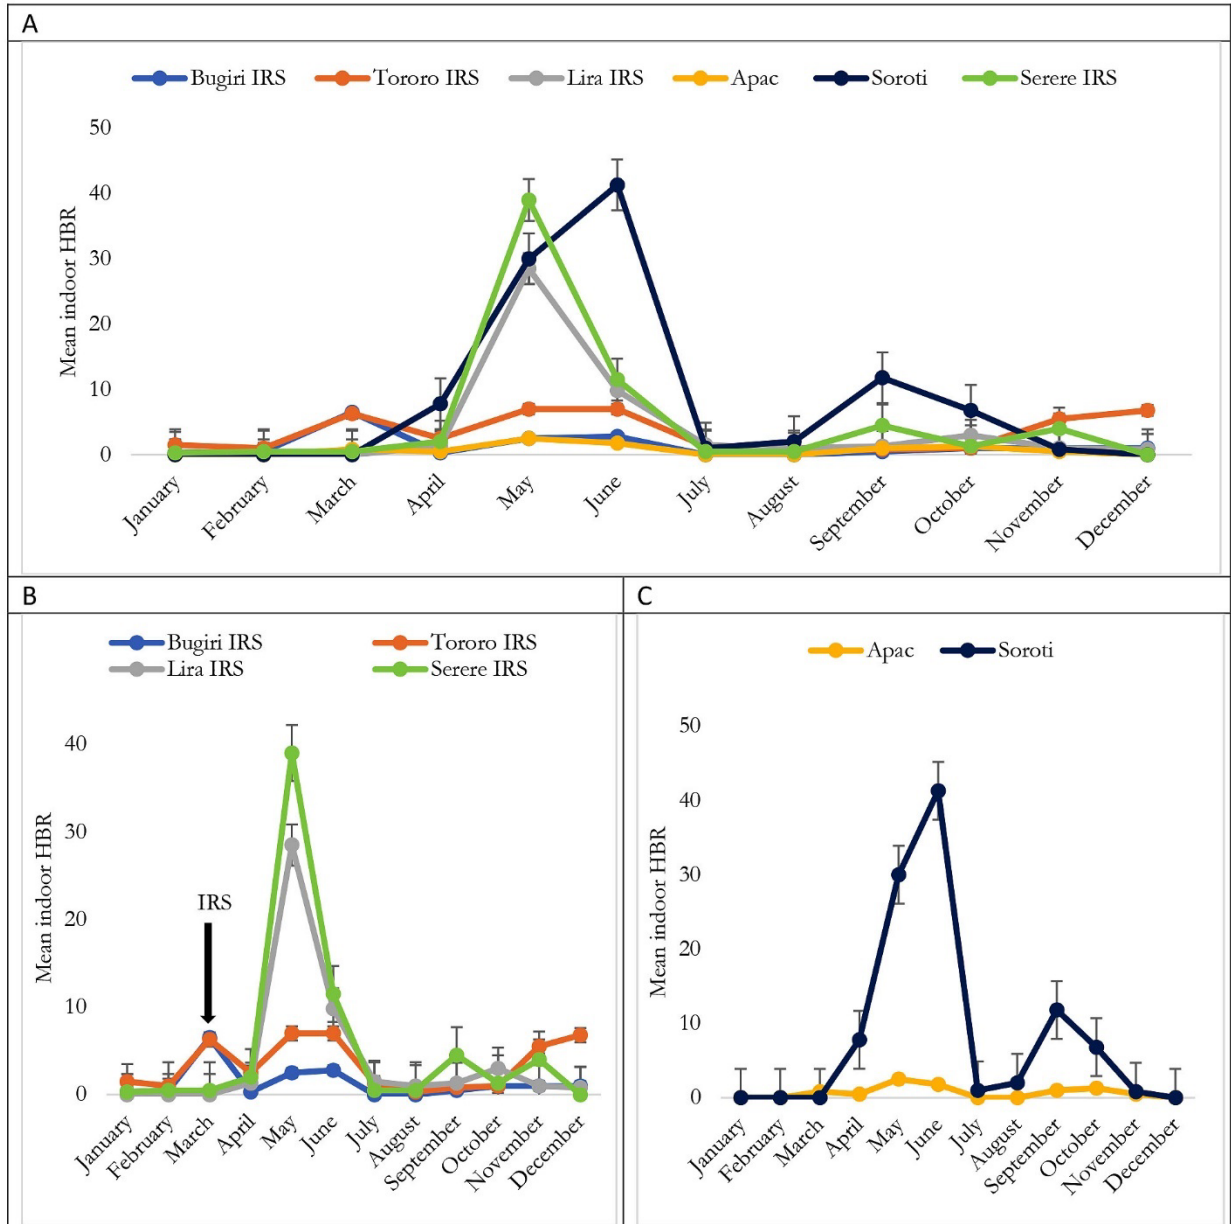 A
Bugiri IRS Tororo IRS Lira IRS Apac Soroti Serere IRS
Mean indoor HBR
50
40
30
20
10
0
January February March April May June July August September October November December
B
Bugiri IRS Tororo IRS
Lira IRS Serere IRS
Mean indoor HBR
40
30
20
10
0
IRS
January February March April May June July August September October November December
C
Apac Soroti
Mean indoor HBR
50
40
30
20
10
0
January February March April May June July August September October November December